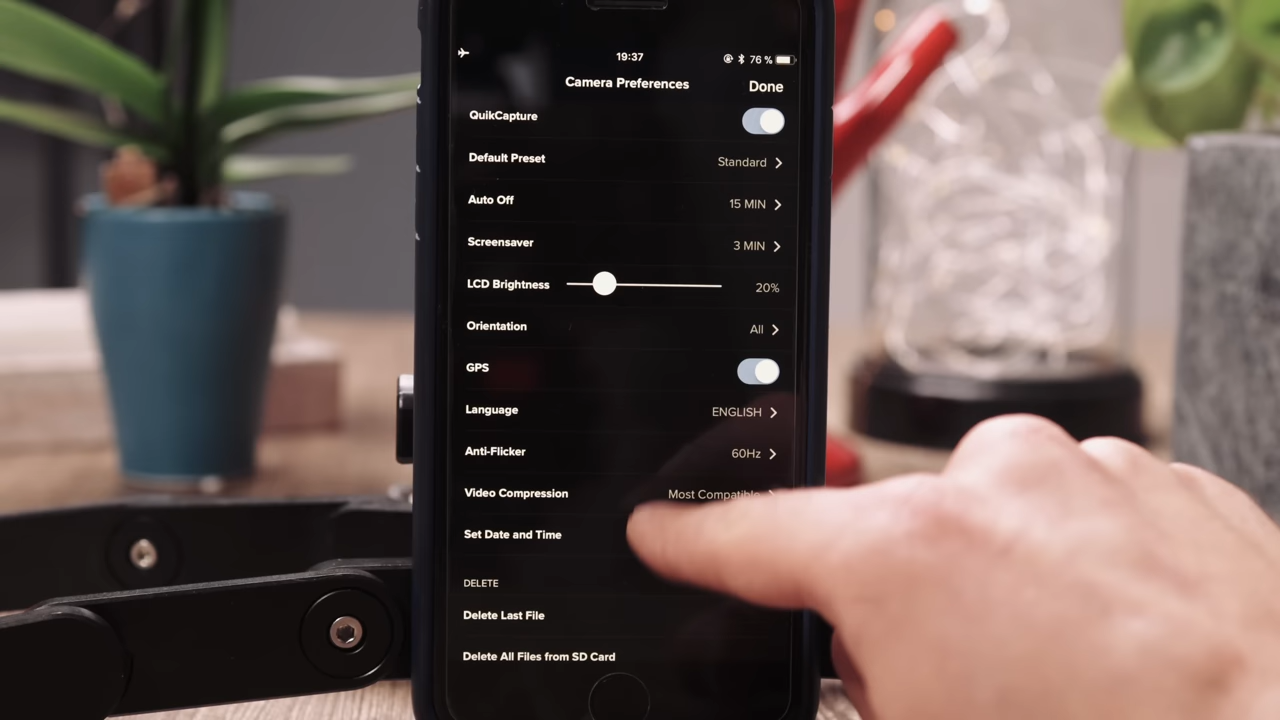 19:37
76 %
Camera Preferences
Done
QuikCapture
Default Preset Standard
Auto Off 15 MIN
Screensaver 3 MIN
LCD Brightness 20%
Orientation All
GPS
Language ENGLISH
Anti-Flicker 60Hz
Video Compression Most Compatible
Set Date and Time
DELETE
Delete Last File
Delete All Files from SD Card